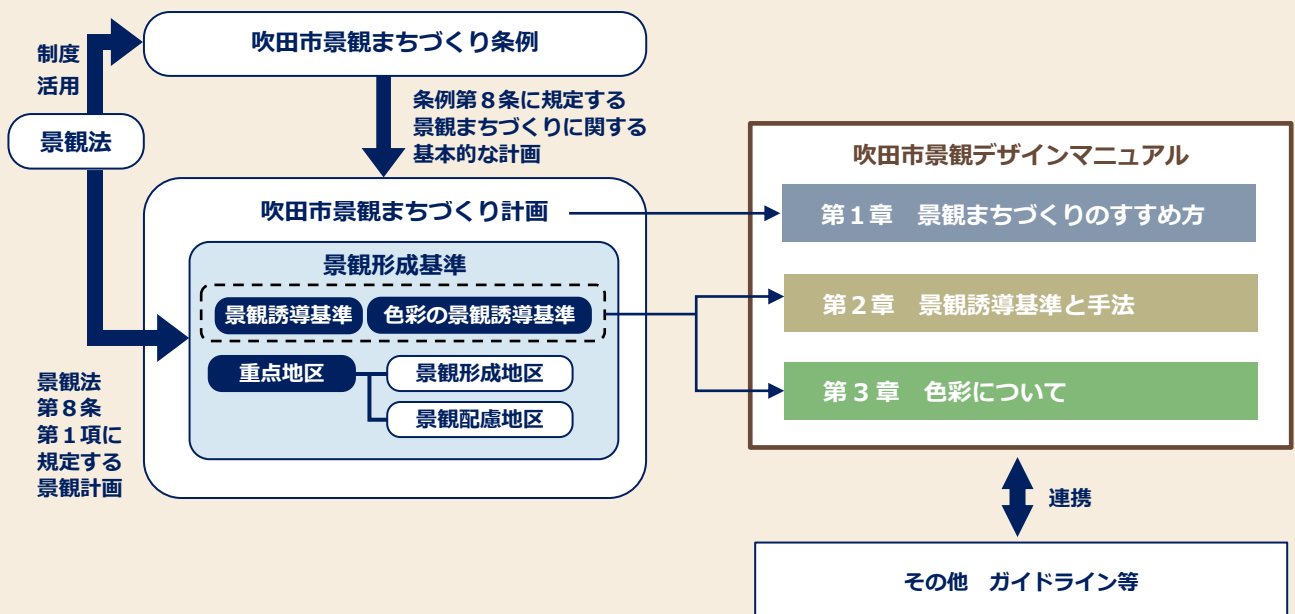 制度
活用
景観法
吹田市景観まちづくり条例
条例第８条に規定する
景観まちづくりに関する
基本的な計画
吹田市景観まちづくり計画
景観形成基準
景観誘導基準
色彩の景観誘導基準
重点地区
景観形成地区
景観配慮地区
景観法
第８条
第１項に
規定する
景観計画
吹田市景観デザインマニュアル
第１章　景観まちづくりのすすめ方
第２章　景観誘導基準と手法
第３章　色彩について
連携
その他　ガイドライン等